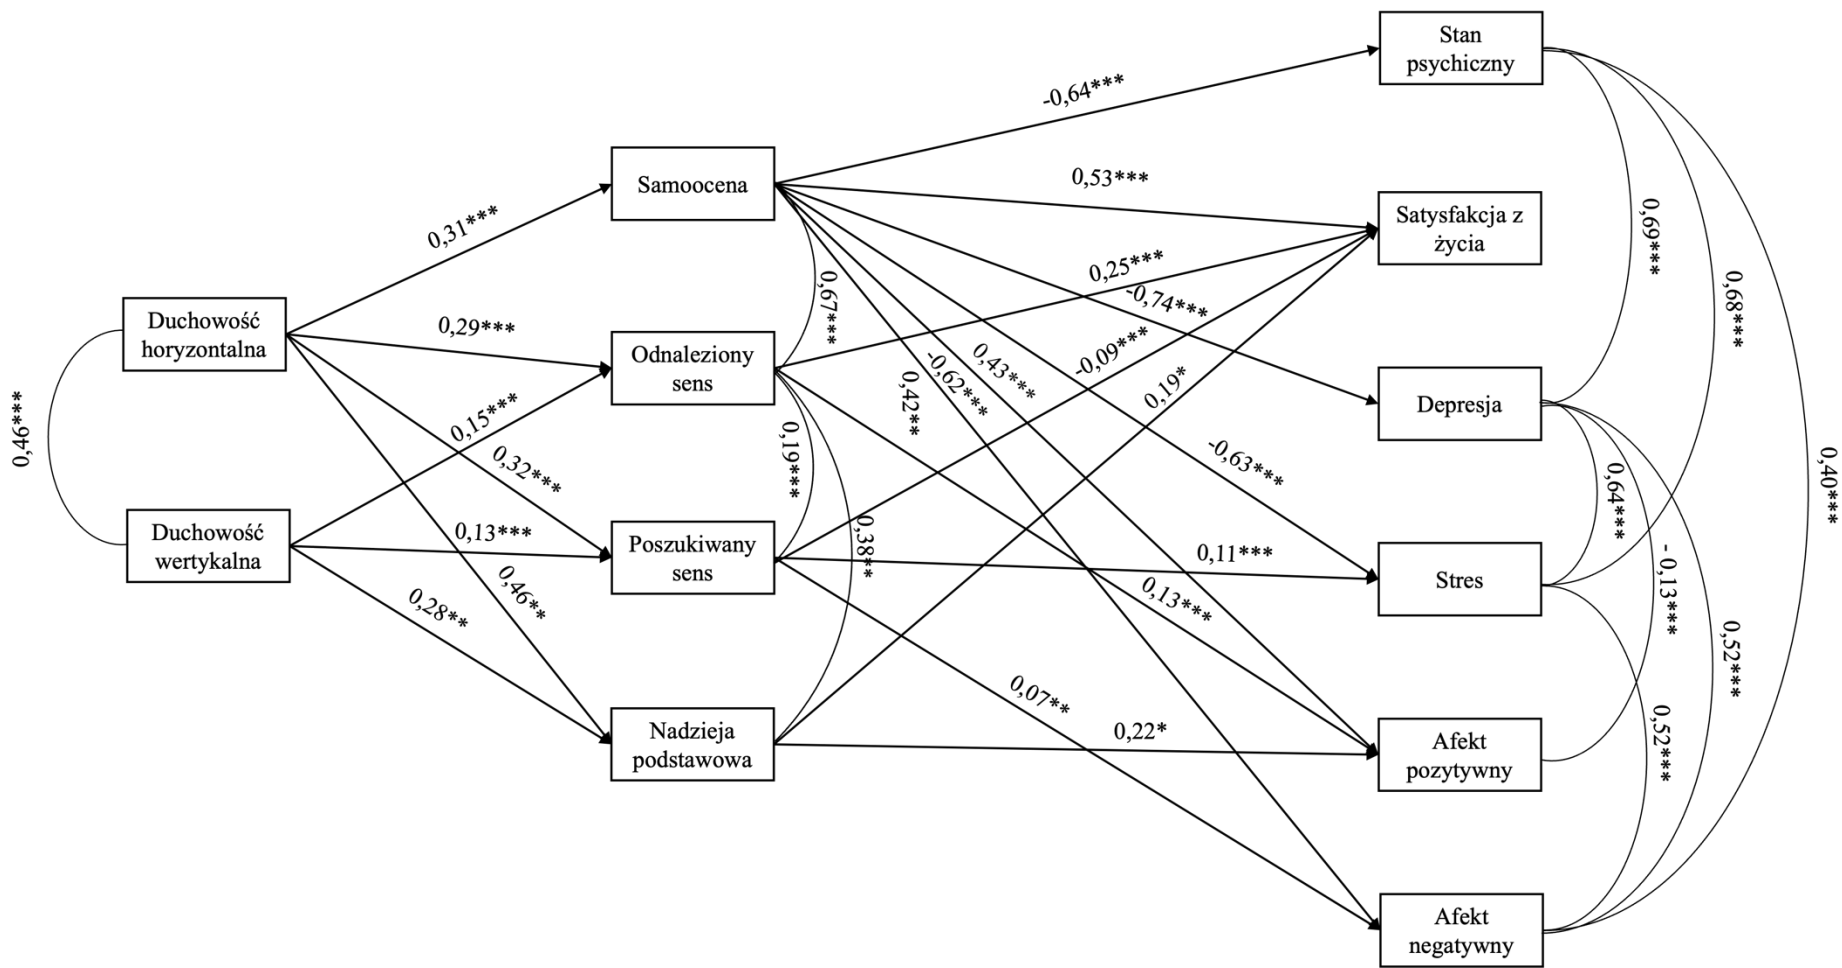 Stan
psychiczny
-0,64***
Samoocena
0,53***
Satysfakcja z
życia
0,31***
0,69***
0,25***
-0,74***
0,67***
0,68***
Duchowość
horyzontalna
0,29***
Odnaleziony
sens
-0,09***
0,43***
-0,62***
0,42**
0,19*
Depresja
0,46***
0,15***
0,32***
0,19***
-0,63***
0,64***
0,40***
Duchowość
wertykalna
0,13***
Poszukiwany
sens
0,38**
0,11***
Stres
0,46**
0,28**
0,13***
- 0,13***
0,52***
0,07**
Nadzieja
podstawowa
0,22*
Afekt
pozytywny
0,52***
Afekt
negatywny